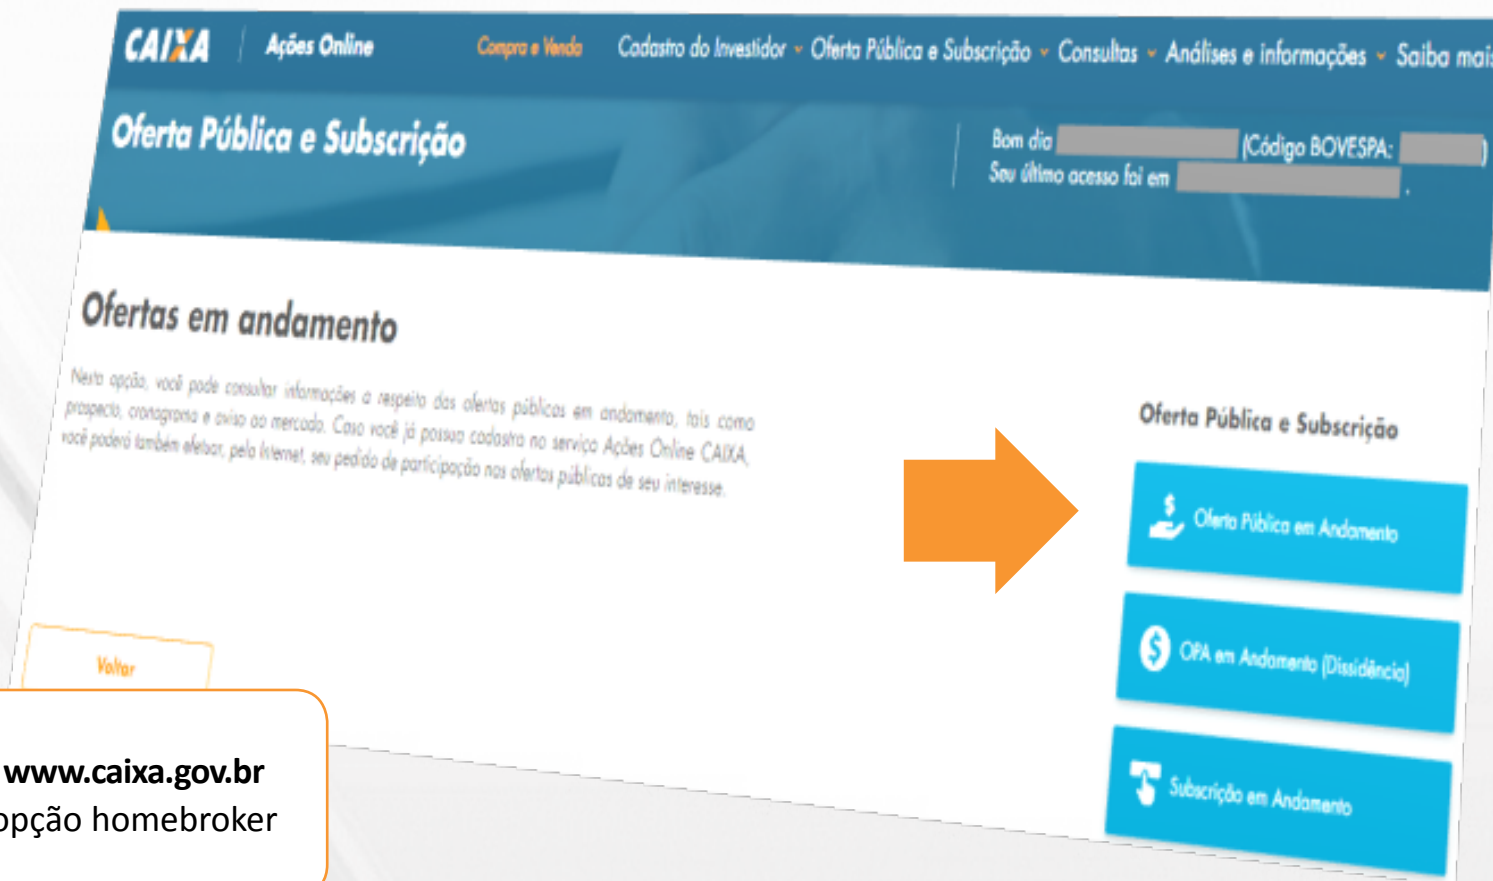 CAIXA Ações Online Compra e Venda Cadastro do Investidor Oferta Pública e Subscrição Consultas Análises e informações Saiba mais
Oferta Pública e Subscrição
Bom dia (Código BOVESPA: )
Seu último acesso foi em .
Ofertas em andamento
Nesta opção, você pode consultar informações a respeito das ofertas públicas em andamento, tais como
prospecto, cronograma e aviso ao mercado. Caso você já possua cadastro no serviço Ações Online CAIXA,
você poderá também efetuar, pela Internet, seu pedido de participação nas ofertas públicas de seu interesse.
Oferta Pública e Subscrição
$ Oferta Pública em Andamento
$ OPA em Andamento (Dissidência)
Subscrição em Andamento
Voltar
www.caixa.gov.br
opção homebroker